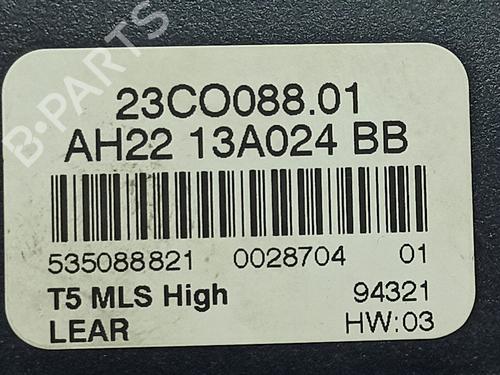 B-PARTS
23CO088.01
AH22 13A024 BB
535088821 0028704 01
T5 MLS High 94321
LEAR HW:03